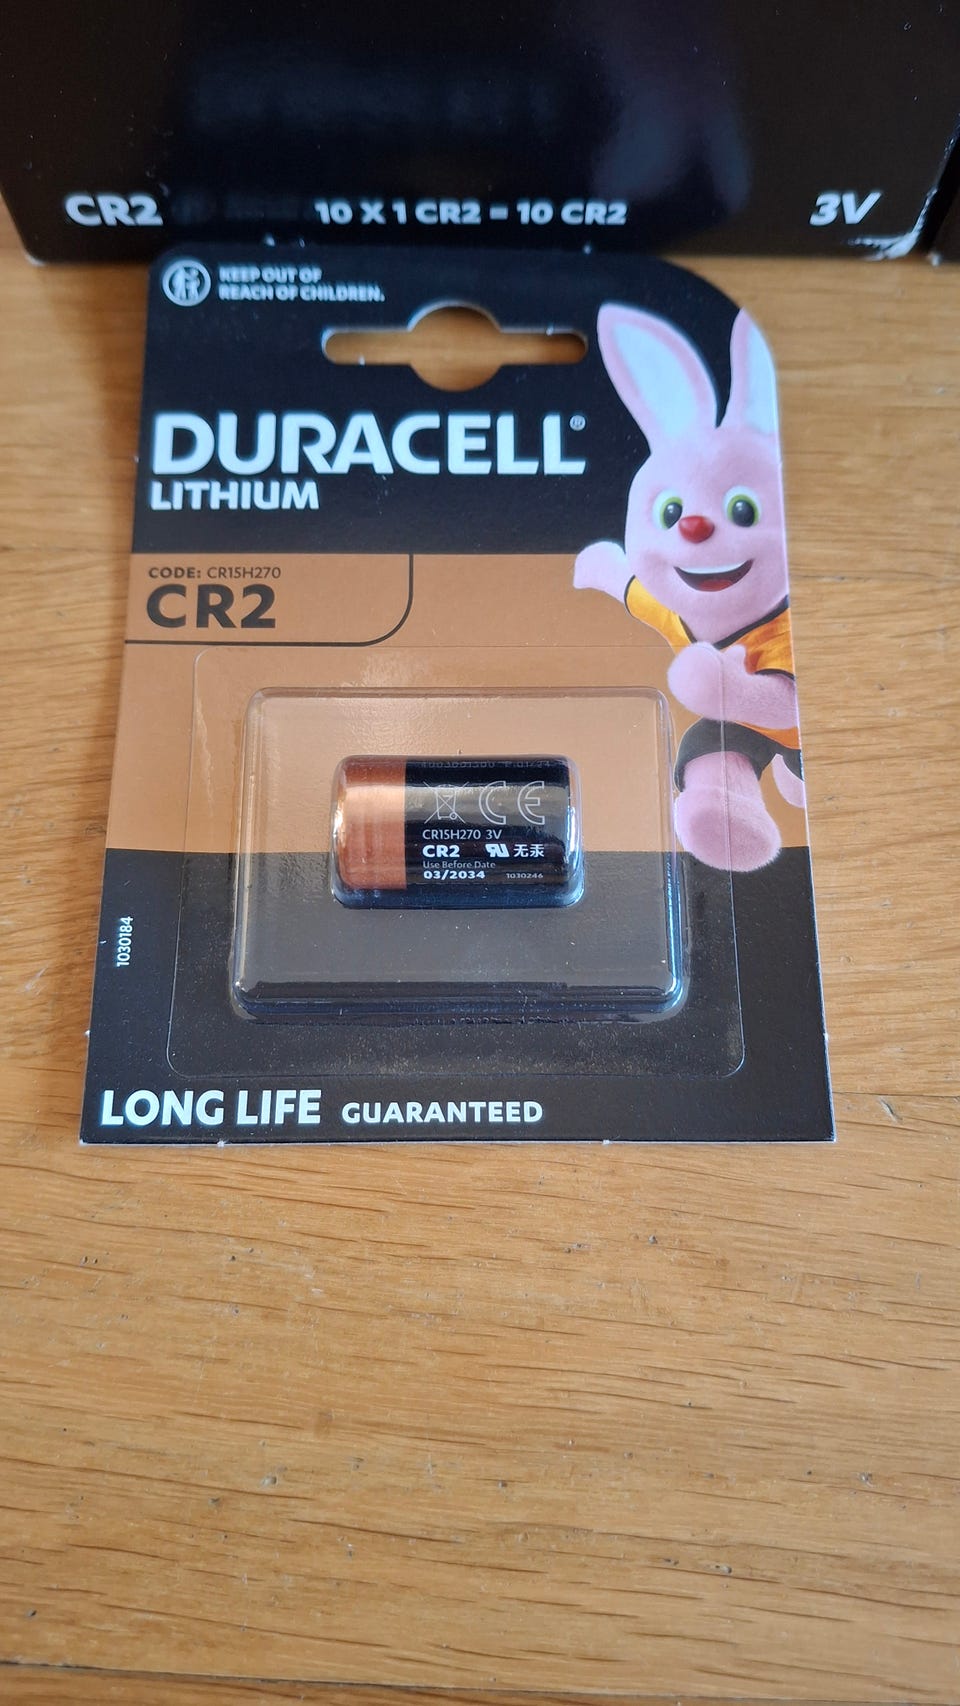 CR2
10 X 1 CR2 = 10 CR2
3V
KEEP OUT OF
REACH OF CHILDREN.
DURACELL®
LITHIUM
CODE: CR15H270
CR2
CE
CR15H270 3V
CR2 无汞
Use Before Date
03/2034 1030246
1030184
LONG LIFE GUARANTEED